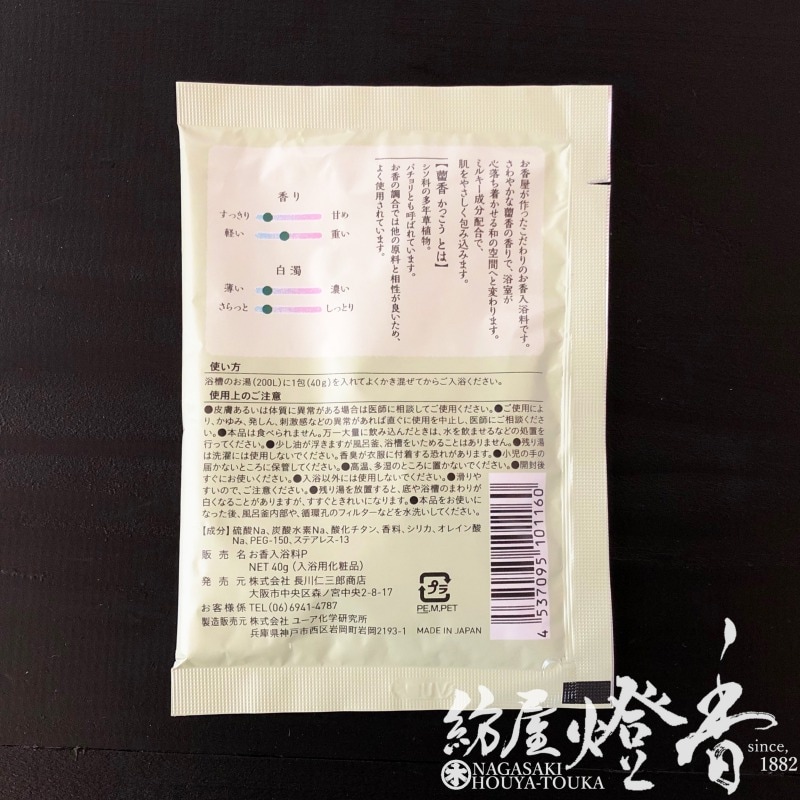 お香屋が作ったこだわりのお香入浴料です。
さわやかな藿香の香りで、浴室が
心落ち着かせる和の空間へと変わります。
ミルキー成分配合で、
肌をやさしく包み込みます。
【藿香 かっこう とは】
シソ科の多年草植物。
パチョリとも呼ばれています。
お香の調合では他の原料と相性が良いため、
よく使用されています。
香り
すっきり 甘め
軽い 重い
白濁
薄い 濃い
さらっと しっとり
使い方
浴槽のお湯(200L)に1包(40g)を入れてよくかき混ぜてからご入浴ください。
使用上のご注意
●皮膚あるいは体質に異常がある場合は医師に相談してご使用ください。●ご使用によ
り、かゆみ、発しん、刺激感などの異常があれば直ぐに使用を中止し、医師にご相談くださ
い。●本品は食べられません。万一大量に飲み込んだときは、水を飲ませるなどの処置を
行ってください。●少し油が浮きますが風呂釜、浴槽をいためることはありません。●残り湯
は洗濯には使用しないでください。香臭が衣服に付着する恐れがあります。●小児の手の
届かないところに保管してください。●高温、多湿のところに置かないでください。●開封後
すぐにお使いください。●入浴以外には使用しないでください。●滑りや
すいので、ご注意ください。●残り湯を放置すると、底や浴槽のまわりが
白くなることがありますが、すすぐときれいになります。●本品をお使いに
なった後、風呂釜内部や、循環孔のフィルターなどを水洗いしてください。
【成分】硫酸Na、炭酸水素Na、酸化チタン、香料、シリカ、オレイン酸
Na、PEG-150、ステアレス-13
販売名 お香入浴料P
NET 40g (入浴用化粧品)
発売元 株式会社 長川仁三郎商店
大阪市中央区森ノ宮中央2-8-17
お客様係 TEL(06)6941-4787
製造販売元 株式会社 ユーア化学研究所
兵庫県神戸市西区岩岡町岩岡2193-1
プラ
PE,M,PET
MADE IN JAPAN
4 537095 101160
紡屋燈香
NAGASAKI
HOUYA-TOUKA
since,
1882